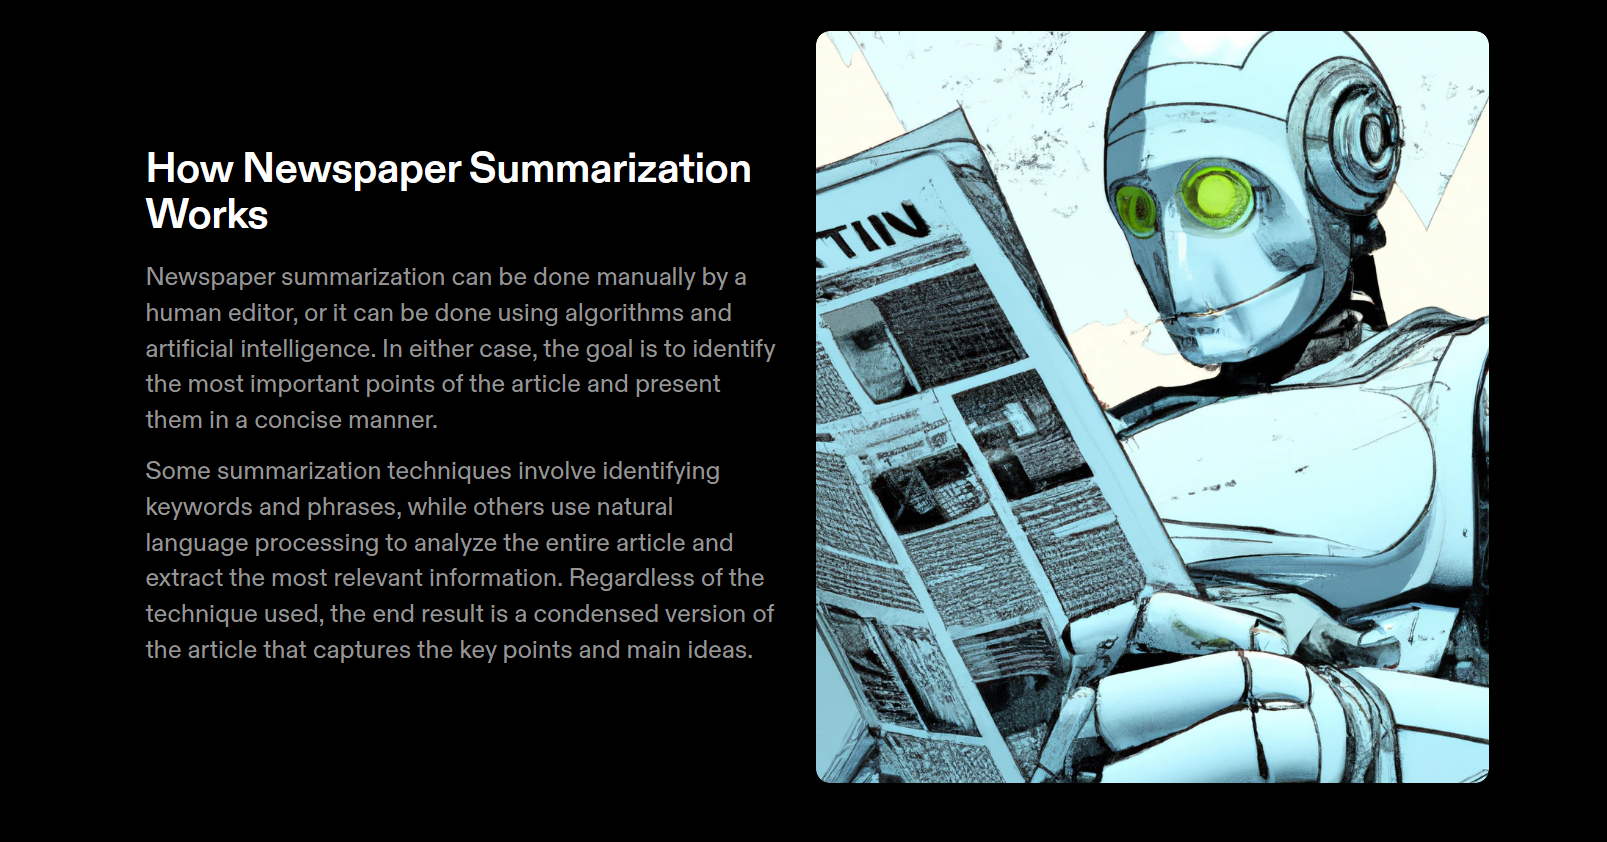 How Newspaper Summarization
Works
Newspaper summarization can be done manually by a
human editor, or it can be done using algorithms and
artificial intelligence. In either case, the goal is to identify
the most important points of the article and present
them in a concise manner.
Some summarization techniques involve identifying
keywords and phrases, while others use natural
language processing to analyze the entire article and
extract the most relevant information. Regardless of the
technique used, the end result is a condensed version of
the article that captures the key points and main ideas.
TIN